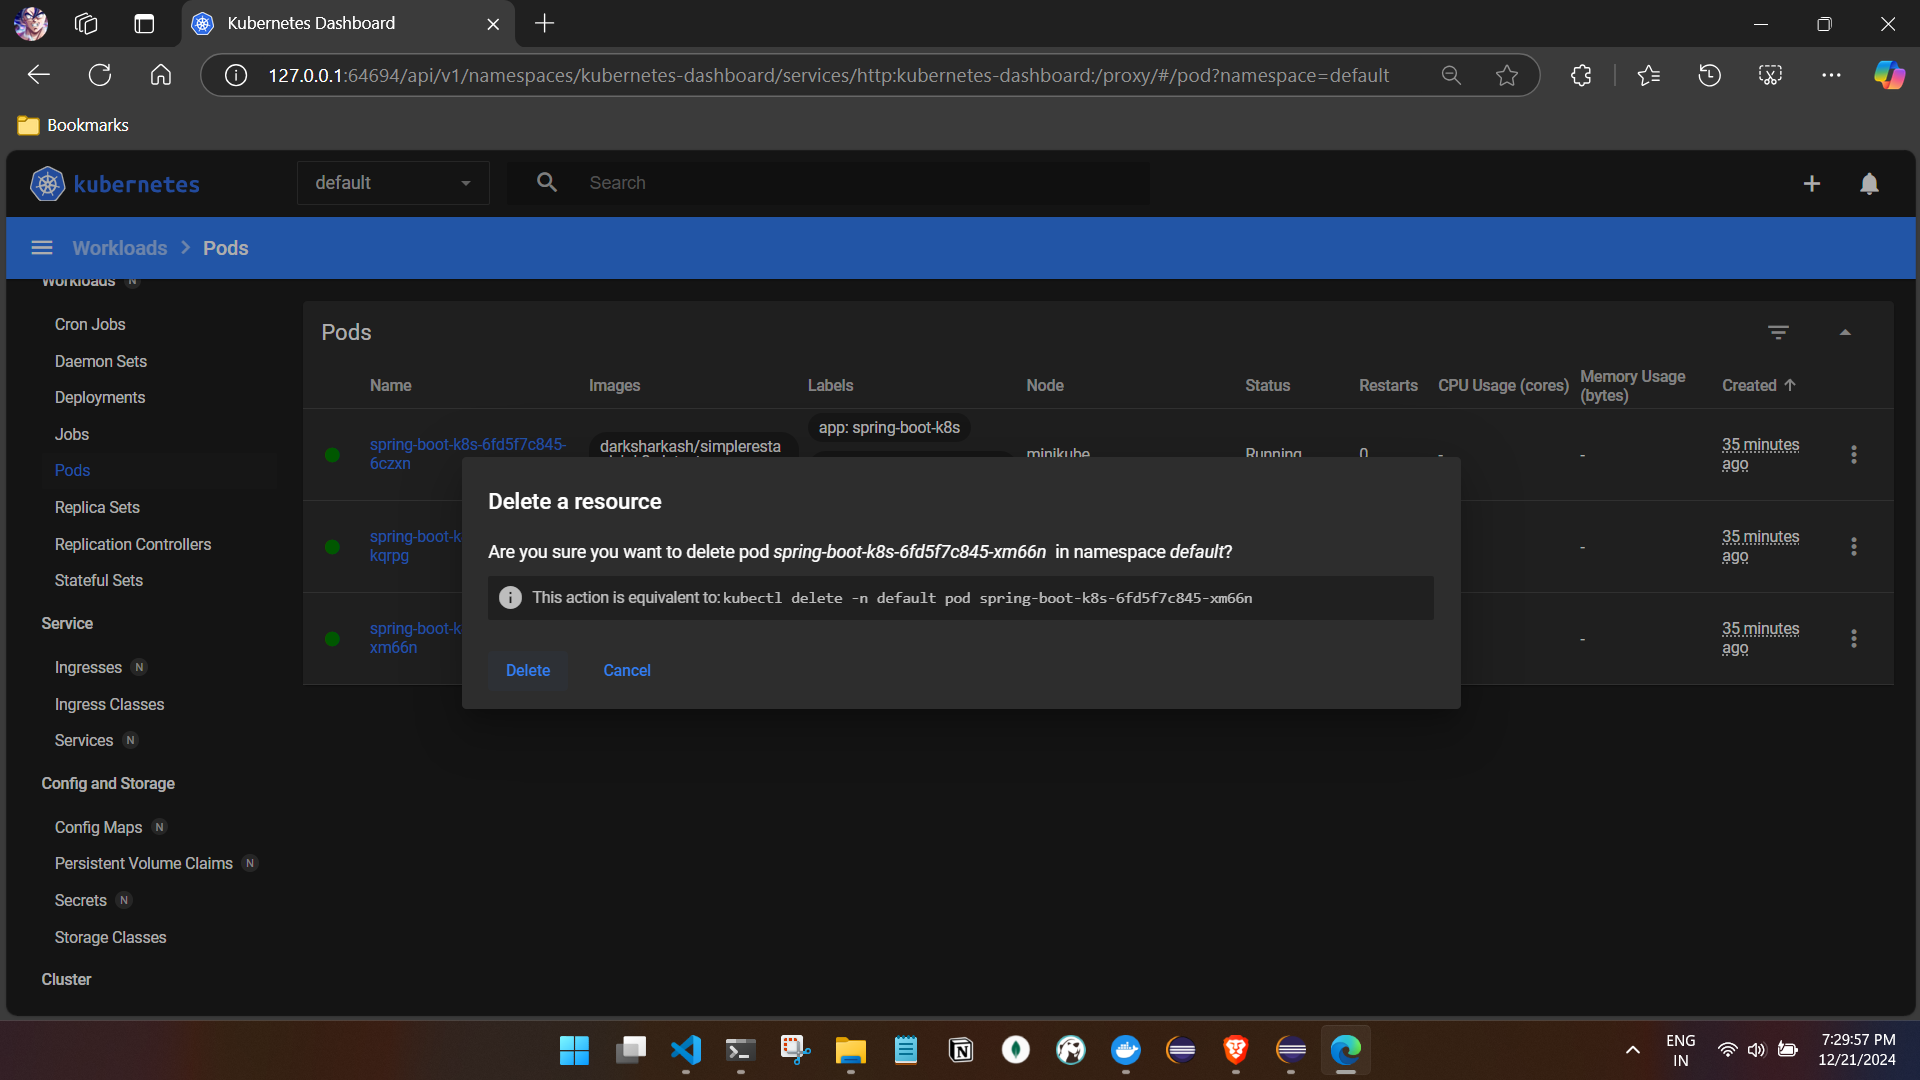 Kubernetes Dashboard
127.0.0.1:64694/api/v1/namespaces/kubernetes-dashboard/services/http:kubernetes-dashboard:/proxy/#/pod?namespace=default
Bookmarks
kubernetes
default
Search
Workloads
Pods
Workloads N
Cron Jobs
Daemon Sets
Deployments
Jobs
Pods
Replica Sets
Replication Controllers
Stateful Sets
Service
Ingresses N
Ingress Classes
Services N
Config and Storage
Config Maps N
Persistent Volume Claims N
Secrets N
Storage Classes
Cluster
Pods
Name Images Labels Node Status Restarts CPU Usage (cores) Memory Usage (bytes) Created
spring-boot-k8s-6fd5f7c845-
6czxn
darksharkash/simpleresta
app: spring-boot-k8s
minikube
Running
0
-
-
35 minutes
ago
spring-boot-k
kqrpg
-
35 minutes
ago
spring-boot-k
xm66n
-
35 minutes
ago
Delete a resource
Are you sure you want to delete pod spring-boot-k8s-6fd5f7c845-xm66n in namespace default?
This action is equivalent to: kubectl delete -n default pod spring-boot-k8s-6fd5f7c845-xm66n
Delete Cancel
ENG
IN
7:29:57 PM
12/21/2024